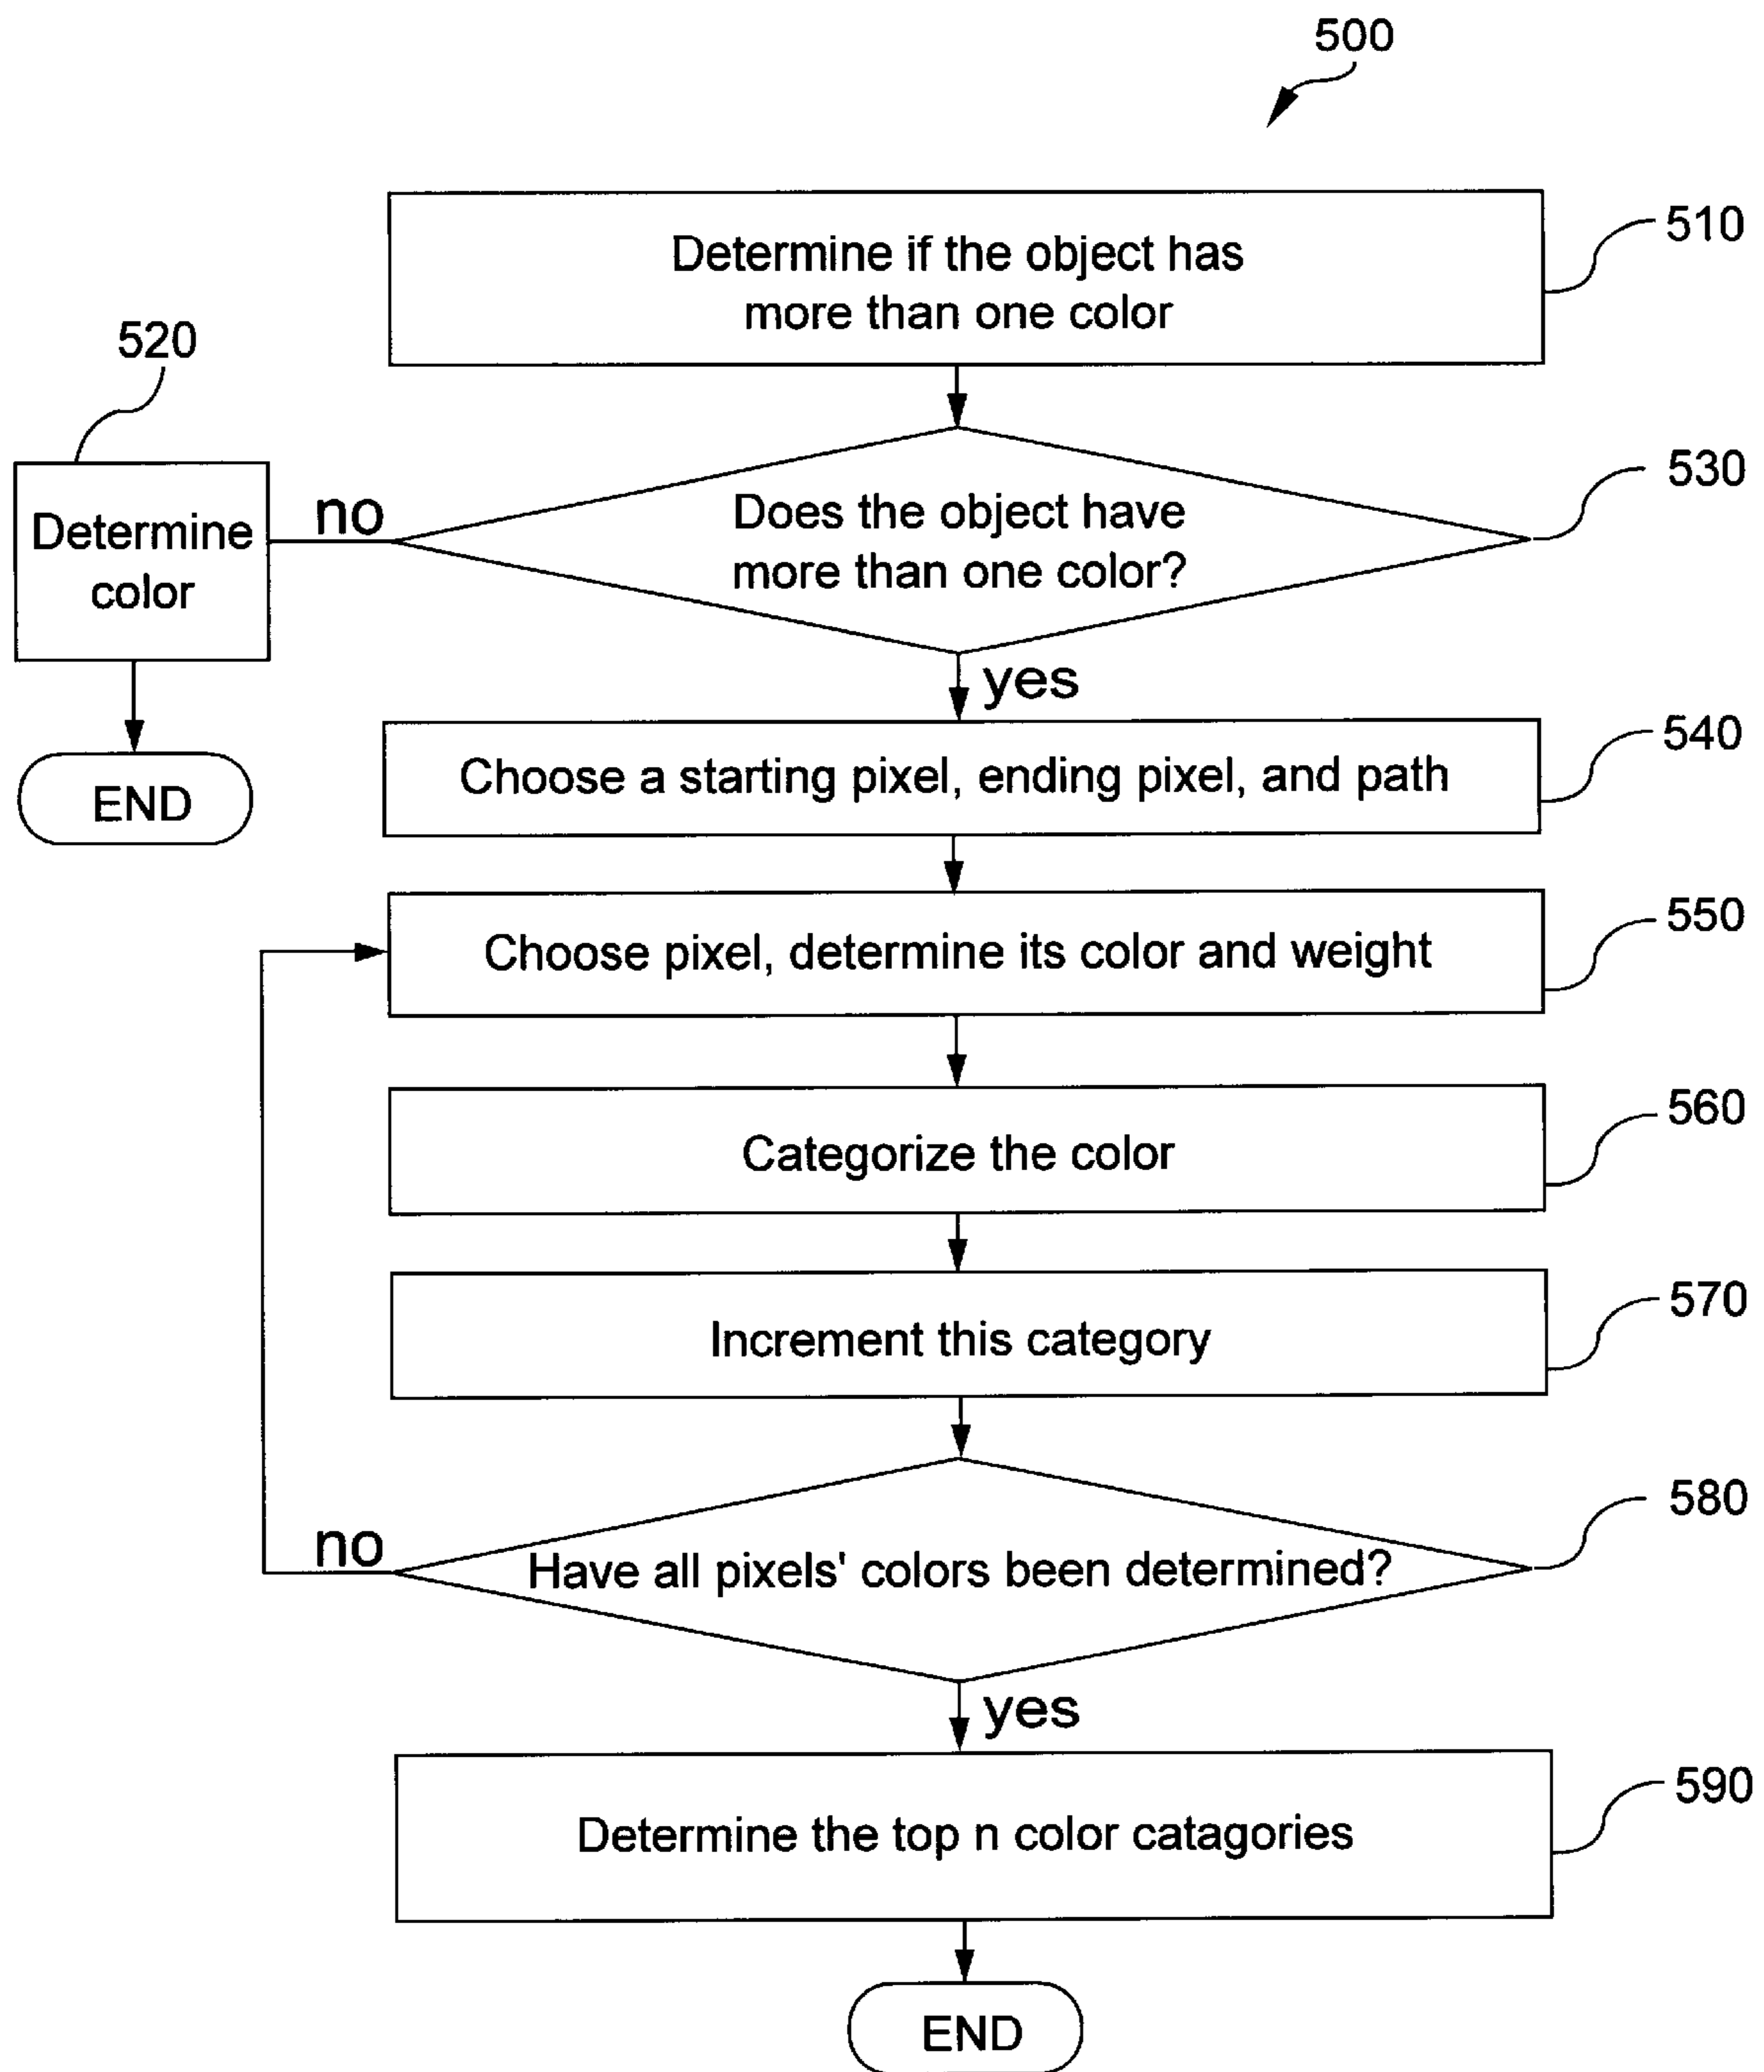 500
Determine if the object has
more than one color
510
520
Determine
color
no
Does the object have
more than one color?
530
yes
END
Choose a starting pixel, ending pixel, and path
540
Choose pixel, determine its color and weight
550
Categorize the color
560
Increment this category
570
no
Have all pixels' colors been determined?
580
yes
Determine the top n color catagories
590
END